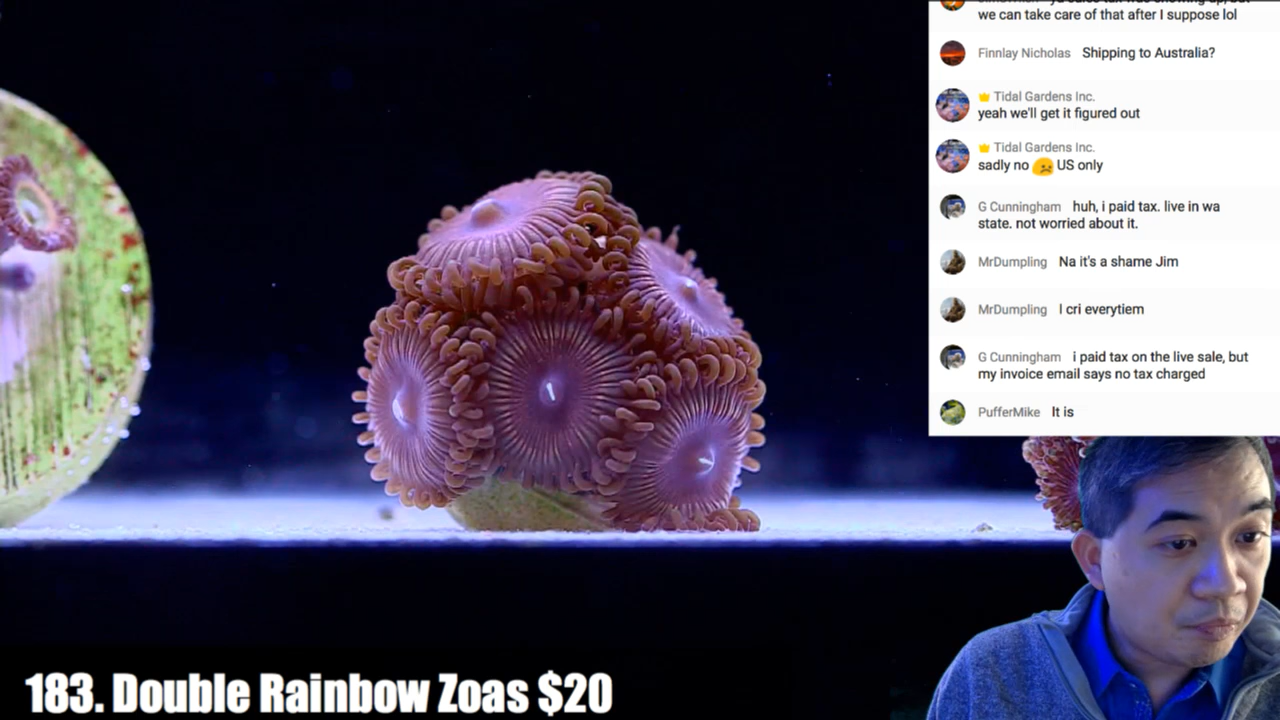 we can take care of that after I suppose lol
Finnlay Nicholas Shipping to Australia?
Tidal Gardens Inc.
yeah we'll get it figured out
Tidal Gardens Inc.
sadly no US only
G Cunningham huh, i paid tax. live in wa
state. not worried about it.
MrDumpling Na it's a shame Jim
MrDumpling I cri everytiem
G Cunningham i paid tax on the live sale, but
my invoice email says no tax charged
PufferMike It is
183. Double Rainbow Zoas $20